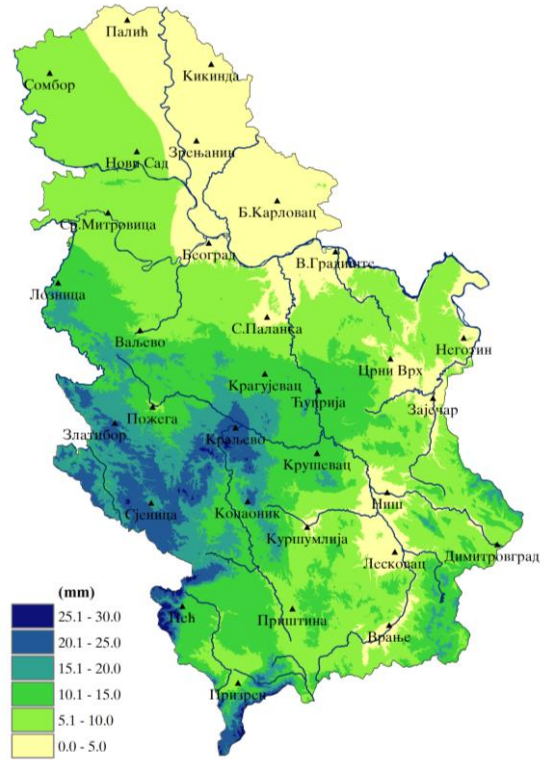 Палић
Кикинда
Сомбор
Зрењанин
Нови Сад
Б.Карловац
Ср.Митровица
Београд
В.Градиште
Лозница
С.Паланка
Ваљево
Неготин
Црни Врх
Крагујевац
Ћуприја
Зајечар
Пожега
Златибор
Краљево
Крушевац
Ниш
Сјеница
Копаоник
Куршумлија
Димитровград
Лесковац
(mm)
25.1 - 30.0
Пећ
Приштина
20.1 - 25.0
Врање
15.1 - 20.0
10.1 - 15.0
Призрен
5.1 - 10.0
0.0 - 5.0